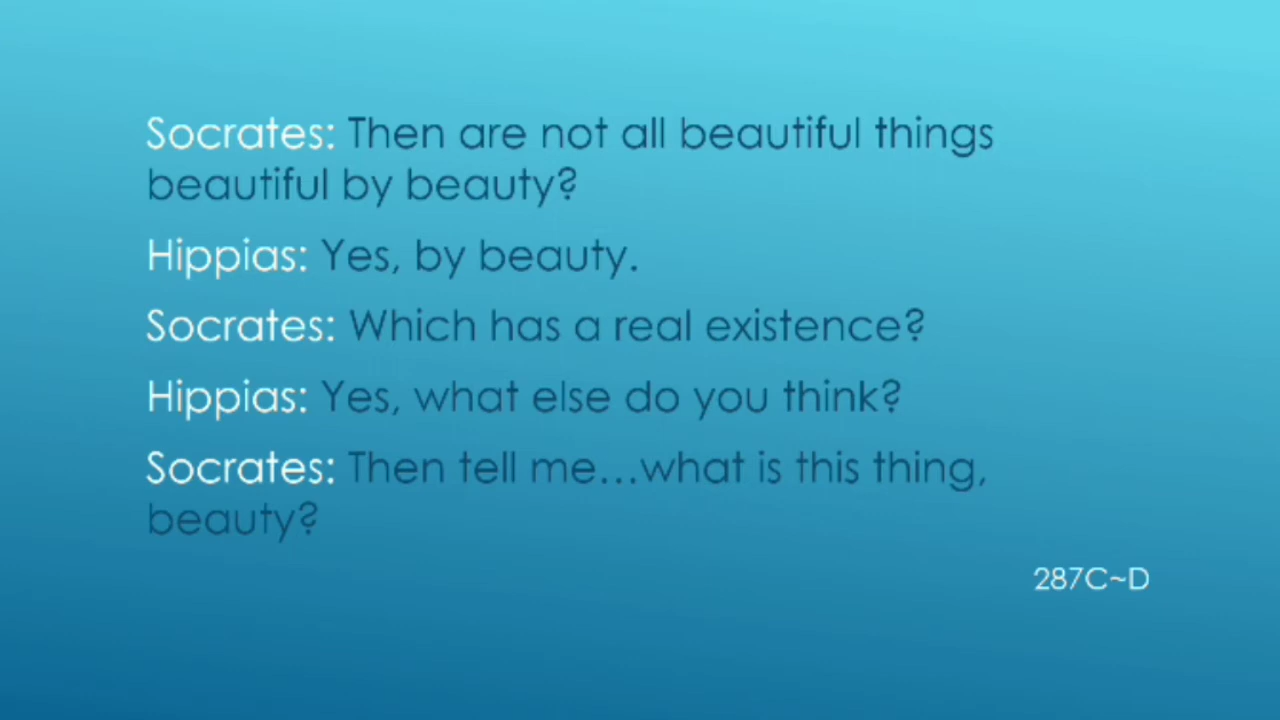 Socrates: Then are not all beautiful things
beautiful by beauty?
Hippias: Yes, by beauty.
Socrates: Which has a real existence?
Hippias: Yes, what else do you think?
Socrates: Then tell me...what is this thing,
beauty?
287C~D